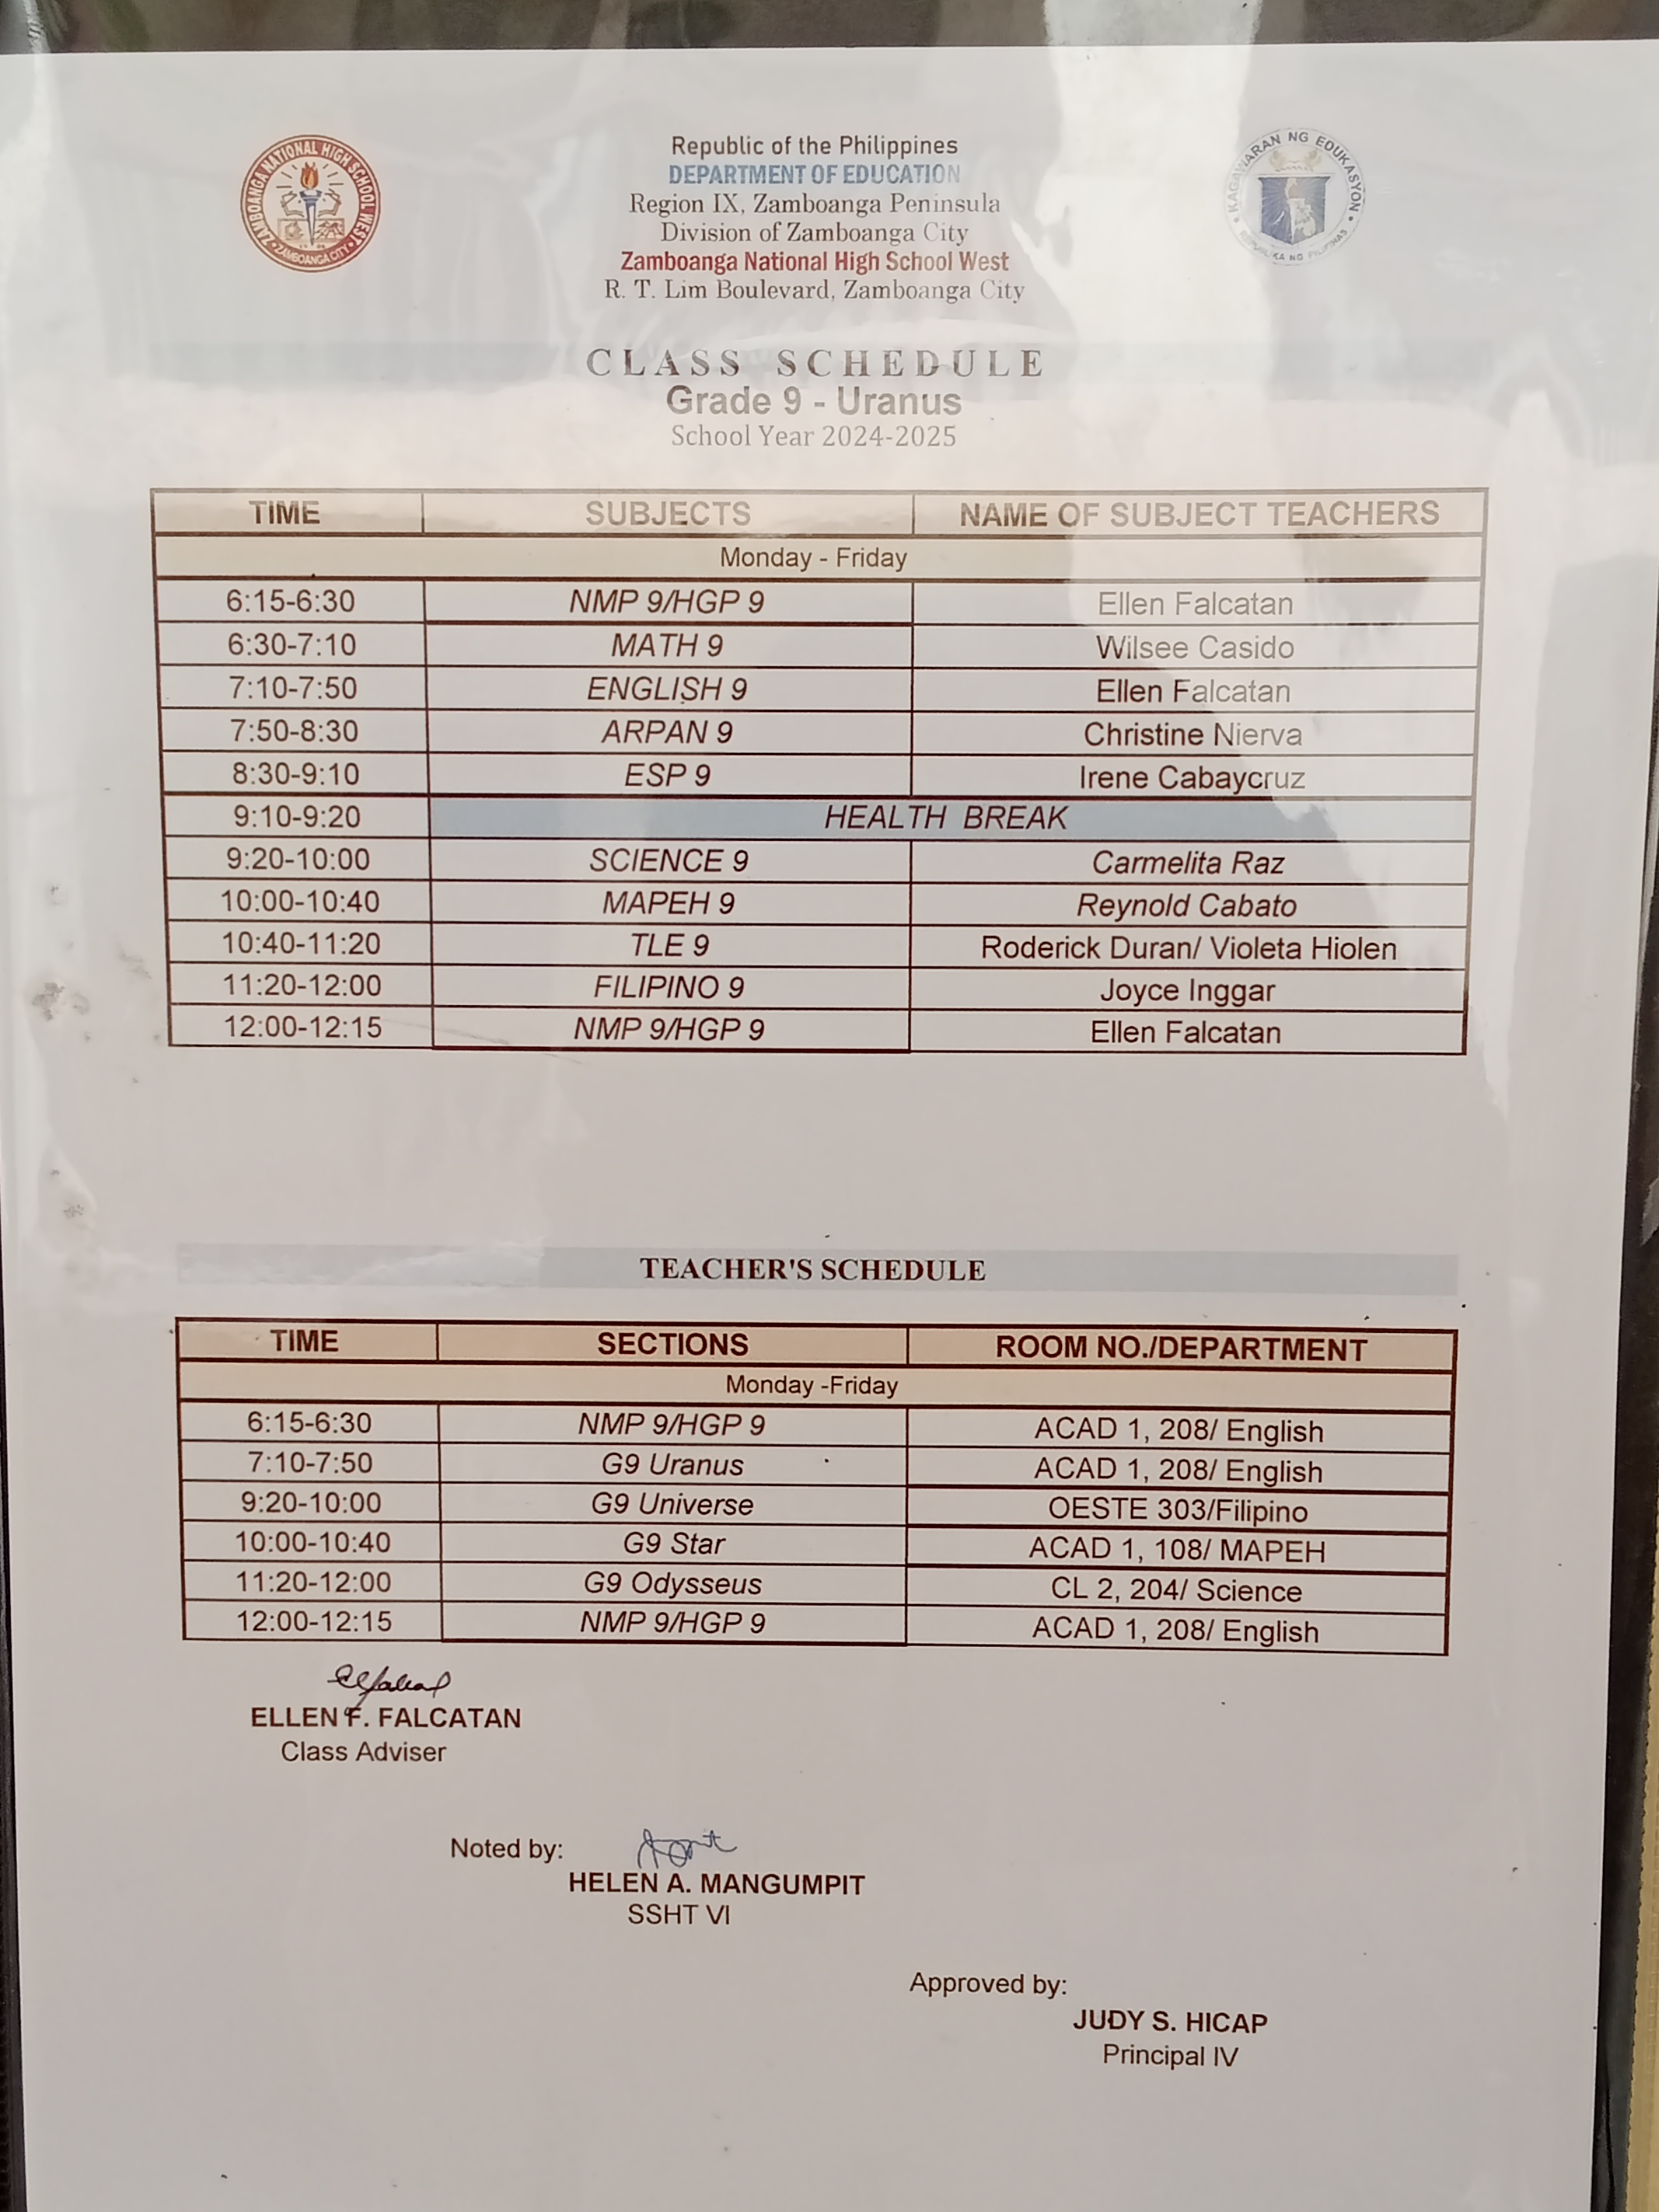 ZAMBOANGA NATIONAL HIGH SCHOOL WEST
ZAMBOANGA CITY
Republic of the Philippines
DEPARTMENT OF EDUCATION
Region IX, Zamboanga Peninsula
Division of Zamboanga City
Zamboanga National High School West
R. T. Lim Boulevard, Zamboanga City
KAGAWARAN NG EDUKASYON
NG PILIPINAS
CLASS SCHEDULE
Grade 9 - Uranus
School Year 2024-2025
TIME SUBJECTS NAME OF SUBJECT TEACHERS
Monday - Friday
6:15-6:30 NMP 9/HGP 9 Ellen Falcatan
6:30-7:10 MATH 9 Wilsee Casido
7:10-7:50 ENGLISH 9 Ellen Falcatan
7:50-8:30 ARPAN 9 Christine Nierva
8:30-9:10 ESP 9 Irene Cabaycruz
9:10-9:20 HEALTH BREAK
9:20-10:00 SCIENCE 9 Carmelita Raz
10:00-10:40 MAPEH 9 Reynold Cabato
10:40-11:20 TLE 9 Roderick Duran/ Violeta Hiolen
11:20-12:00 FILIPINO 9 Joyce Inggar
12:00-12:15 NMP 9/HGP 9 Ellen Falcatan
TEACHER'S SCHEDULE
TIME SECTIONS ROOM NO./DEPARTMENT
Monday -Friday
6:15-6:30 NMP 9/HGP 9 ACAD 1, 208/ English
7:10-7:50 G9 Uranus ACAD 1, 208/ English
9:20-10:00 G9 Universe OESTE 303/Filipino
10:00-10:40 G9 Star ACAD 1, 108/ MAPEH
11:20-12:00 G9 Odysseus CL 2, 204/ Science
12:00-12:15 NMP 9/HGP 9 ACAD 1, 208/ English
ELLEN F. FALCATAN
Class Adviser
Noted by:
HELEN A. MANGUMPIT
SSHT VI
Approved by:
JUDY S. HICAP
Principal IV